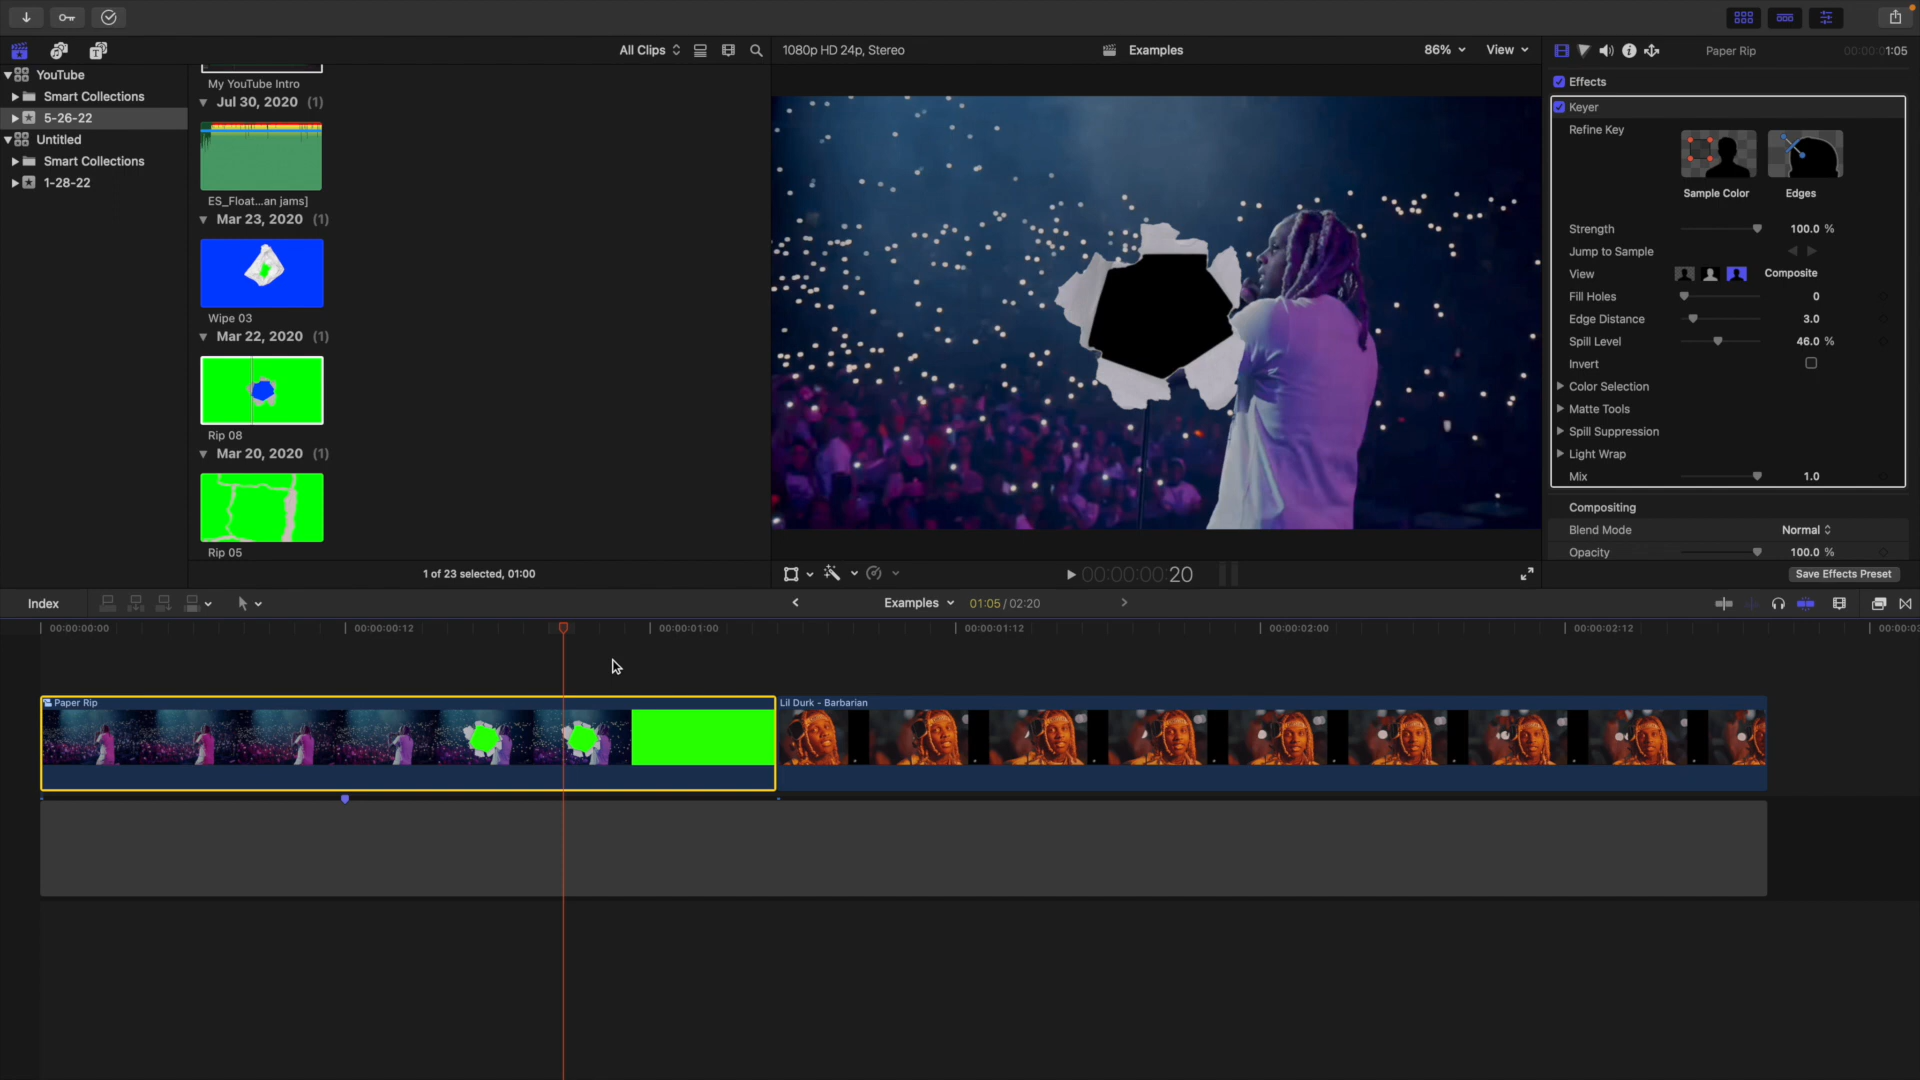 All Clips
1080p HD 24p, Stereo
Examples
86%
View
Paper Rip
00:00:01:05
YouTube
Smart Collections
5-26-22
Untitled
Smart Collections
1-28-22
My YouTube Intro
Jul 30, 2020 (1)
ES_Float...an jams]
Mar 23, 2020 (1)
Wipe 03
Mar 22, 2020 (1)
Rip 08
Mar 20, 2020 (1)
Rip 05
1 of 23 selected, 01:00
00:00:00:20
Effects
Keyer
Refine Key
Sample Color
Edges
Strength 100.0 %
Jump to Sample
View Composite
Fill Holes 0
Edge Distance 3.0
Spill Level 46.0 %
Invert
Color Selection
Matte Tools
Spill Suppression
Light Wrap
Mix 1.0
Compositing
Blend Mode Normal
Opacity 100.0 %
Save Effects Preset
Index
Examples
01:05 / 02:20
00:00:00:00
00:00:00:12
00:00:01:00
00:00:01:12
00:00:02:00
00:00:02:12
Paper Rip
Lil Durk - Barbarian